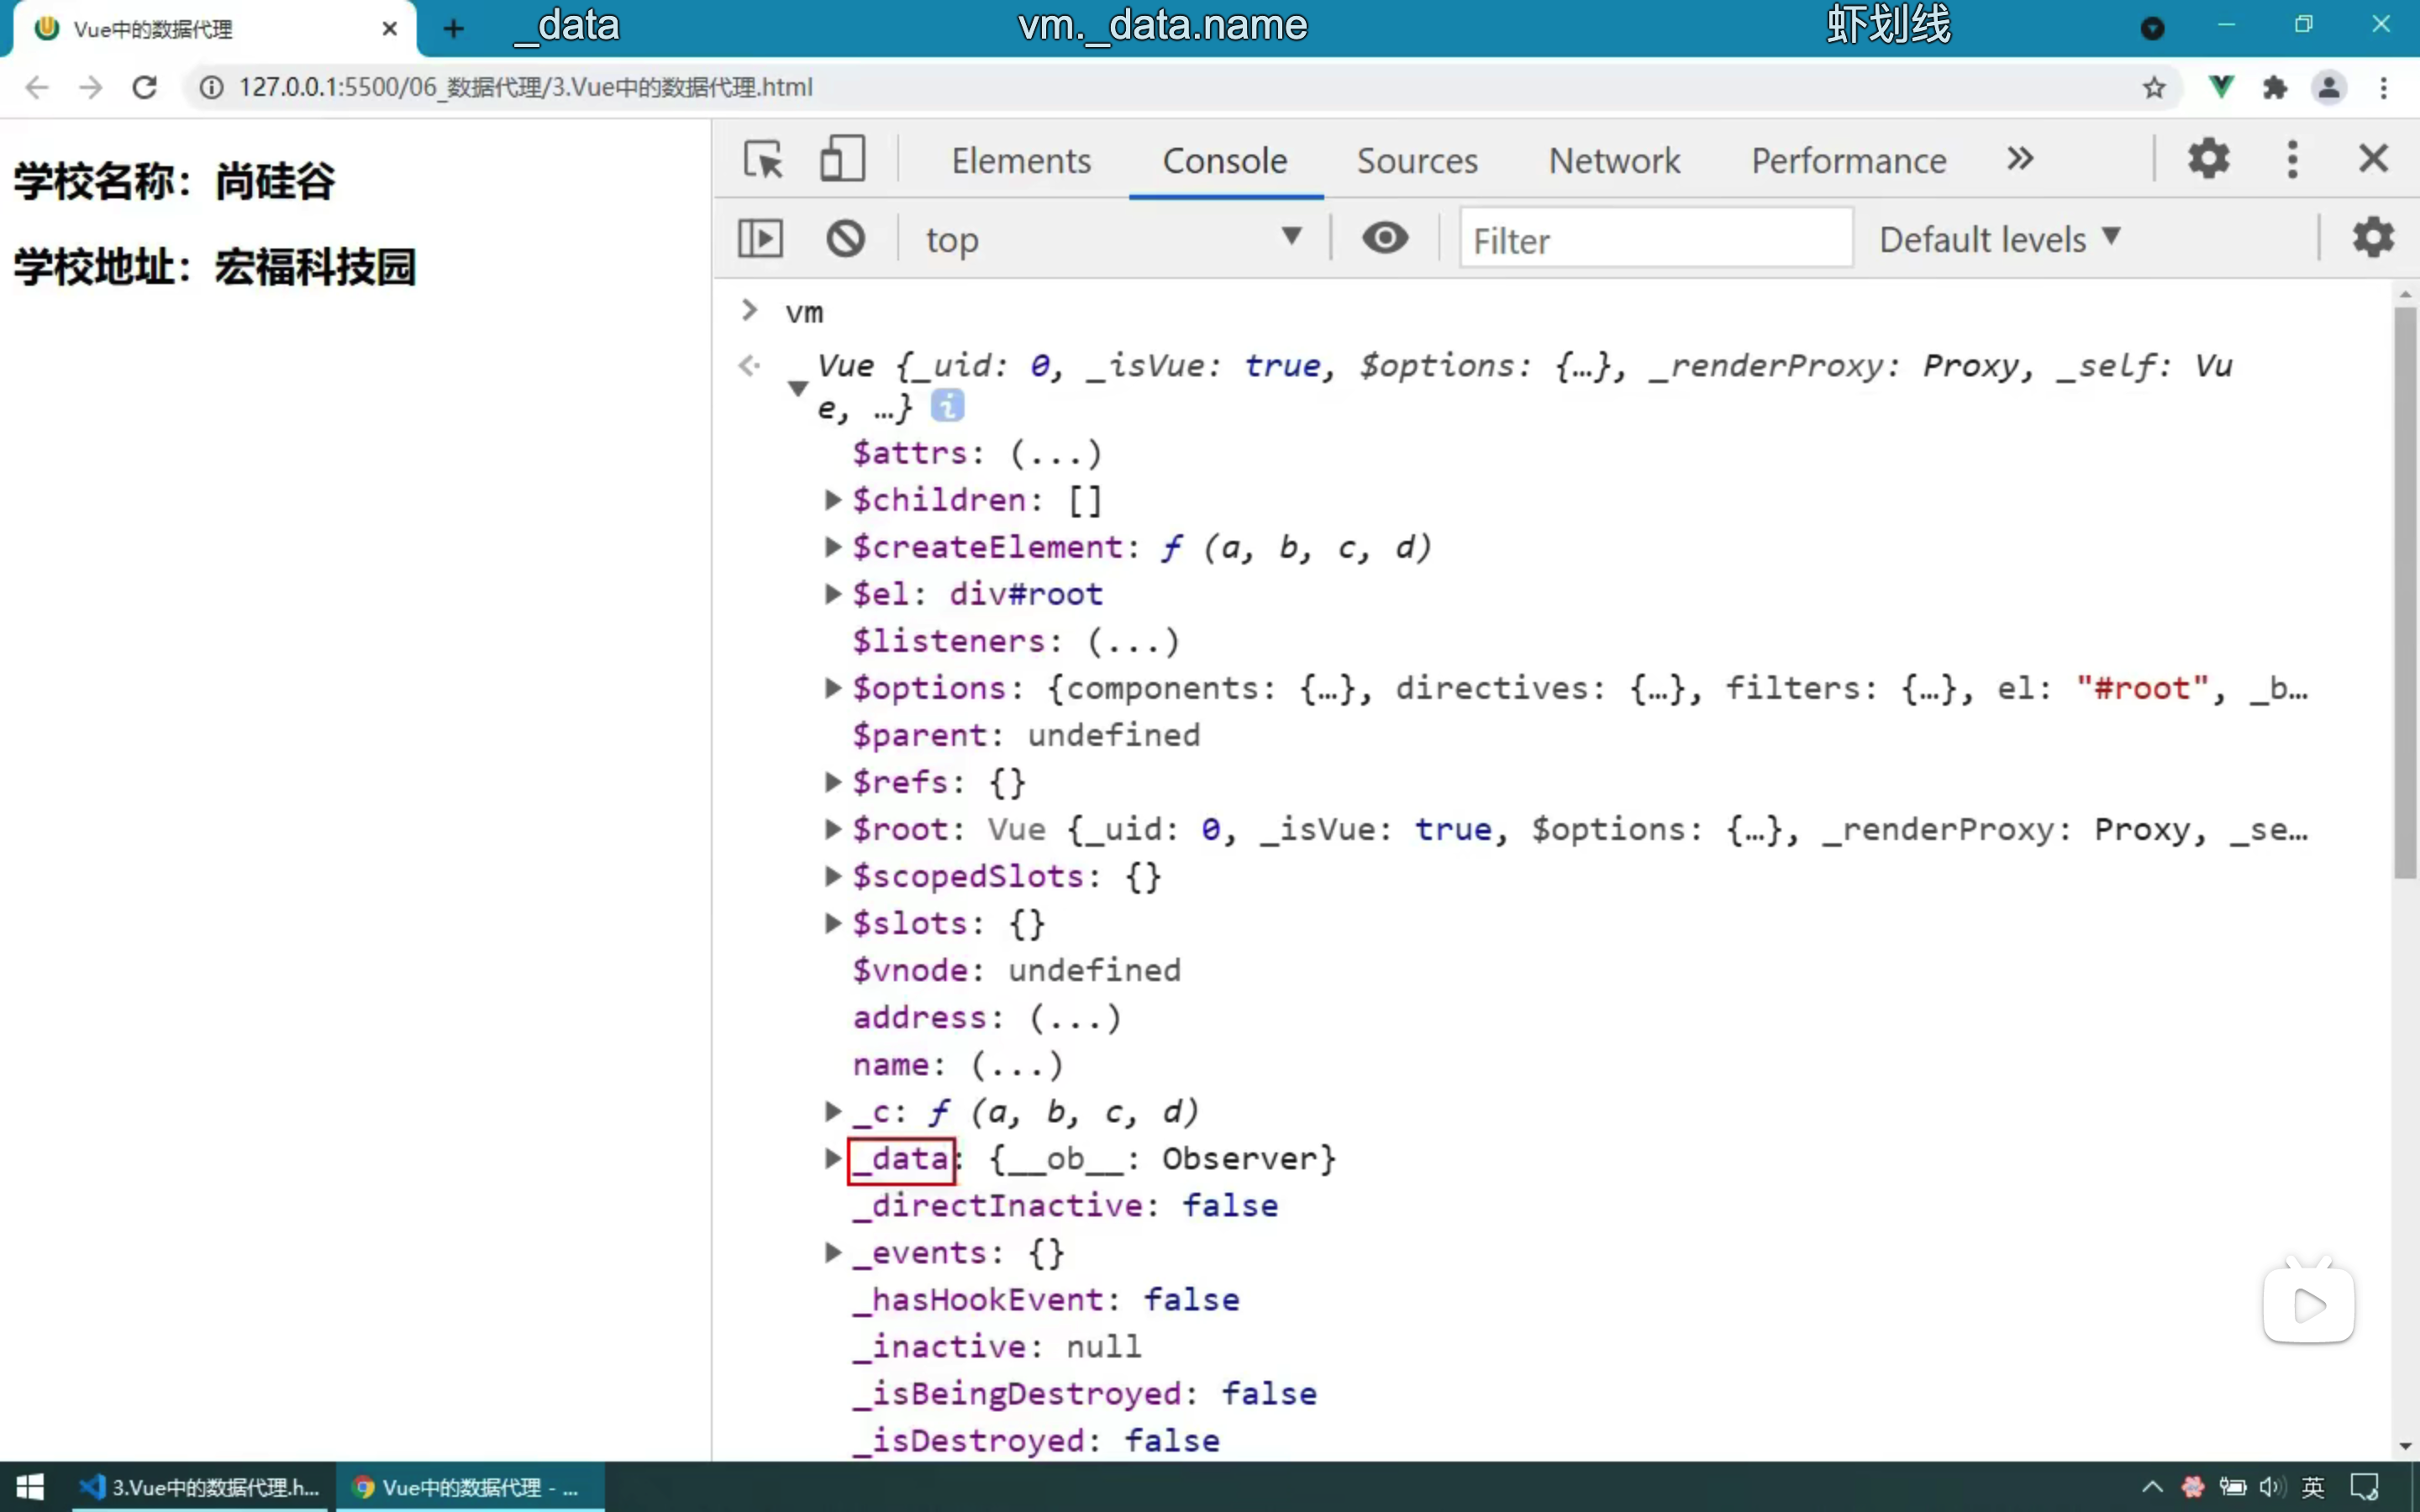 Vue中的数据代理
_data
vm._data.name
虾划线
127.0.0.1:5500/06_数据代理/3.Vue中的数据代理.html
学校名称：尚硅谷
学校地址：宏福科技园
Elements Console Sources Network Performance
top Filter Default levels
vm
Vue {_uid: 0, _isVue: true, $options: {…}, _renderProxy: Proxy, _self: Vu
e, …}
$attrs: (...)
$children: []
$createElement: ƒ (a, b, c, d)
$el: div#root
$listeners: (...)
$options: {components: {…}, directives: {…}, filters: {…}, el: "#root", _b…
$parent: undefined
$refs: {}
$root: Vue {_uid: 0, _isVue: true, $options: {…}, _renderProxy: Proxy, _se…
$scopedSlots: {}
$slots: {}
$vnode: undefined
address: (...)
name: (...)
_c: ƒ (a, b, c, d)
_data: {__ob__: Observer}
_directInactive: false
_events: {}
_hasHookEvent: false
_inactive: null
_isBeingDestroyed: false
_isDestroyed: false
3.Vue中的数据代理.h...
Vue中的数据代理 - ...
英